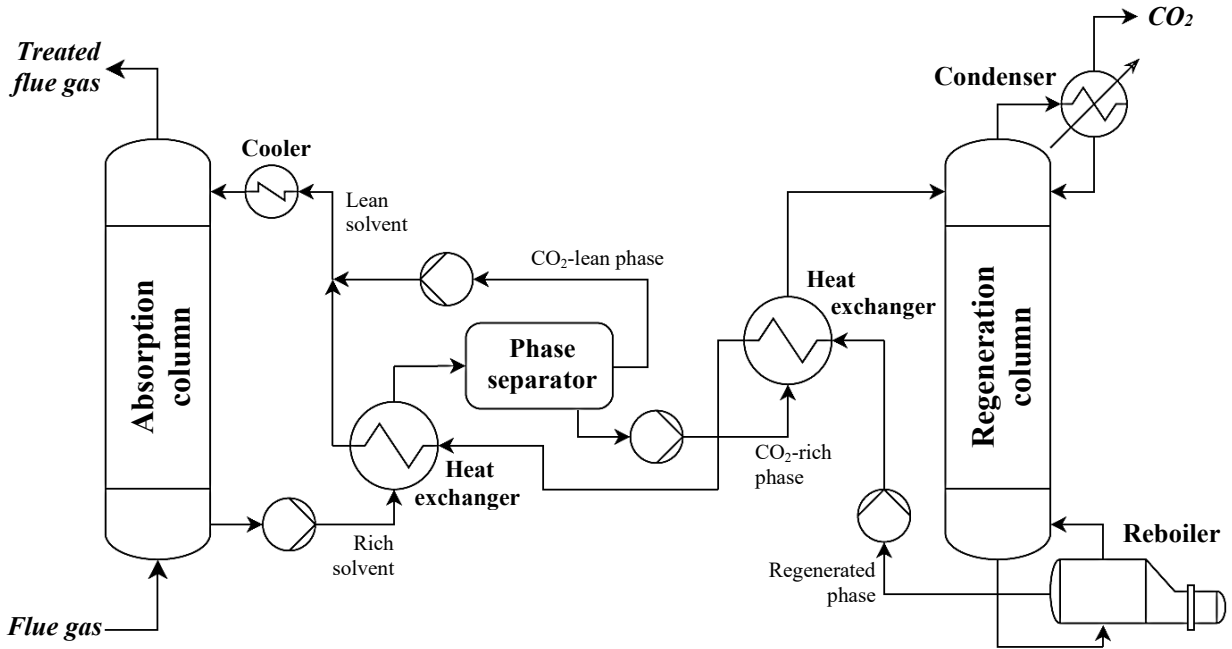 Treated
flue gas
CO₂
Condenser
Cooler
Lean
solvent
CO₂-lean phase
Heat
exchanger
Absorption
column
Phase
separator
Regeneration
column
CO₂-rich
phase
Heat
exchanger
Rich
solvent
Reboiler
Regenerated
phase
Flue gas